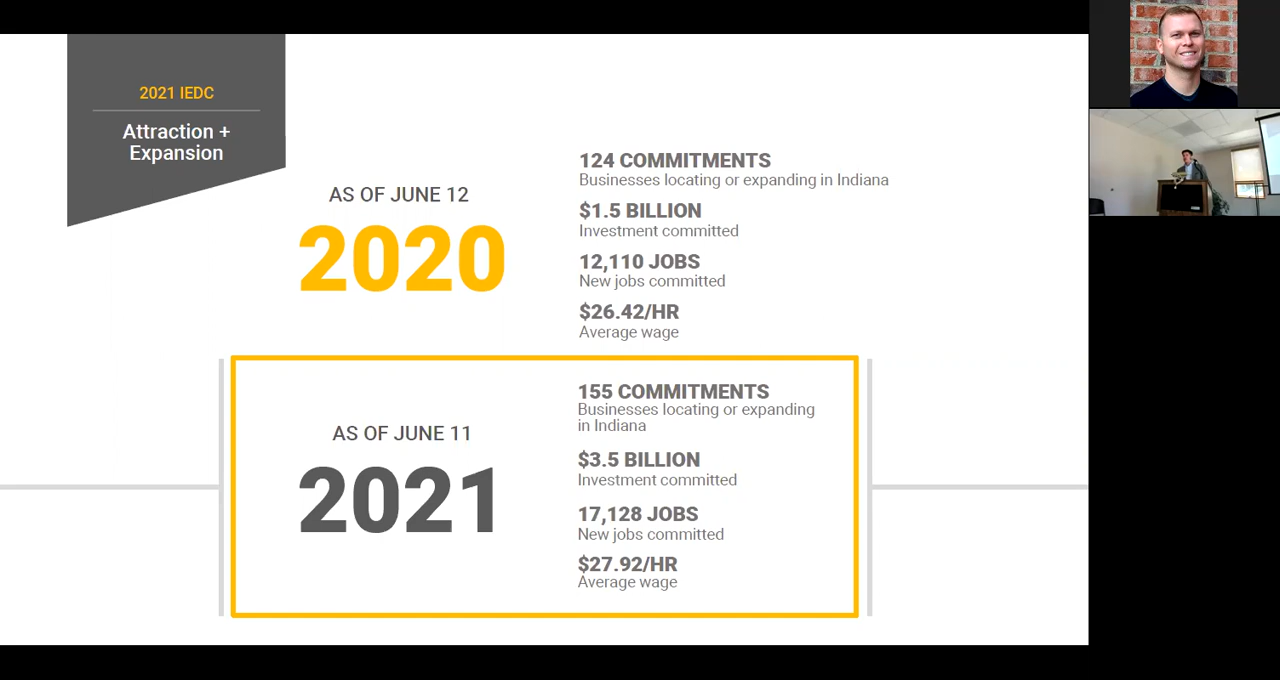 2021 IEDC
Attraction +
Expansion
AS OF JUNE 12
2020
124 COMMITMENTS
Businesses locating or expanding in Indiana
$1.5 BILLION
Investment committed
12,110 JOBS
New jobs committed
$26.42/HR
Average wage
AS OF JUNE 11
2021
155 COMMITMENTS
Businesses locating or expanding
in Indiana
$3.5 BILLION
Investment committed
17,128 JOBS
New jobs committed
$27.92/HR
Average wage